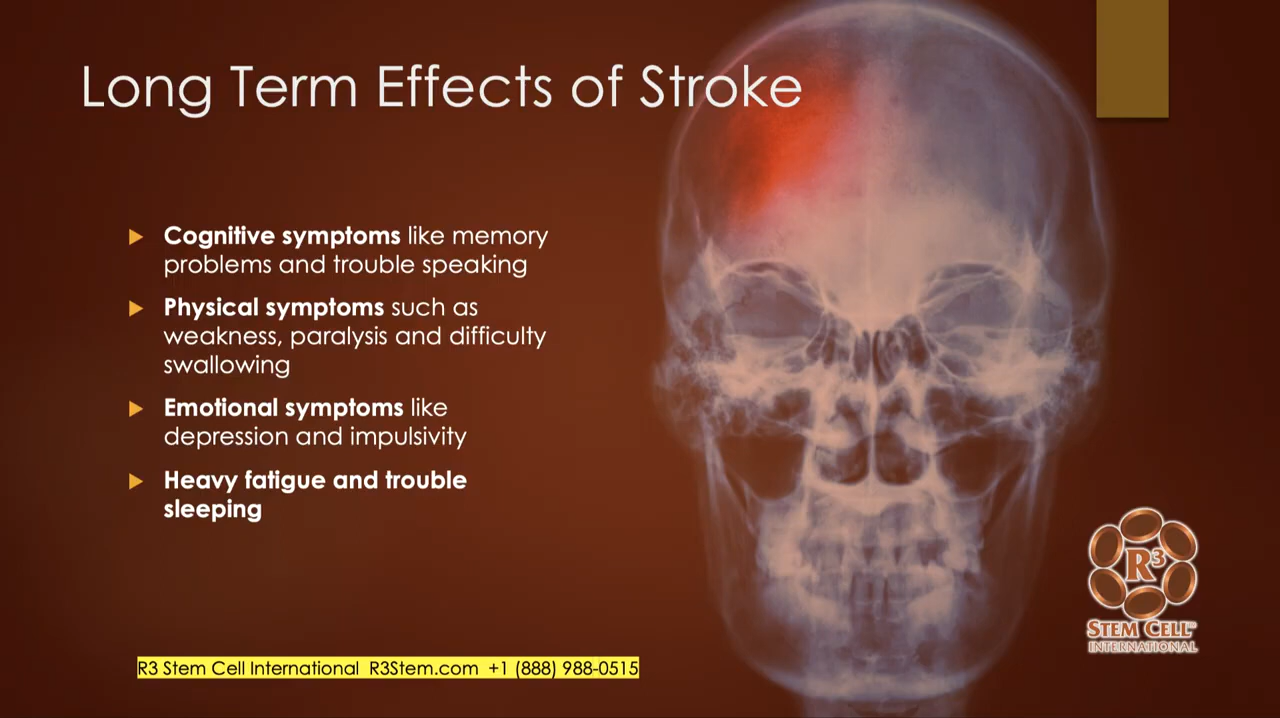 Long Term Effects of Stroke
Cognitive symptoms like memory
problems and trouble speaking
Physical symptoms such as
weakness, paralysis and difficulty
swallowing
Emotional symptoms like
depression and impulsivity
Heavy fatigue and trouble
sleeping
R3
STEM CELL™
INTERNATIONAL
R3 Stem Cell International R3Stem.com +1 (888) 988-0515